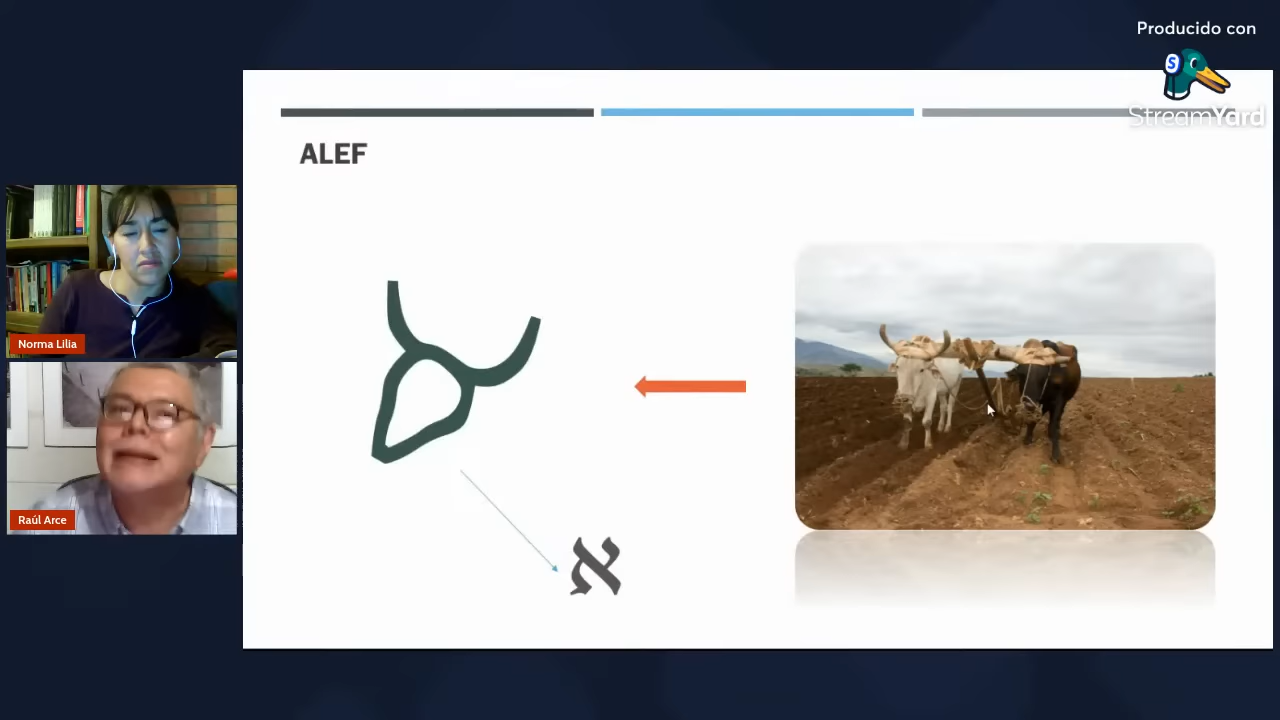 Producido con
StreamYard
ALEF
Norma Lilia
Raúl Arce
א